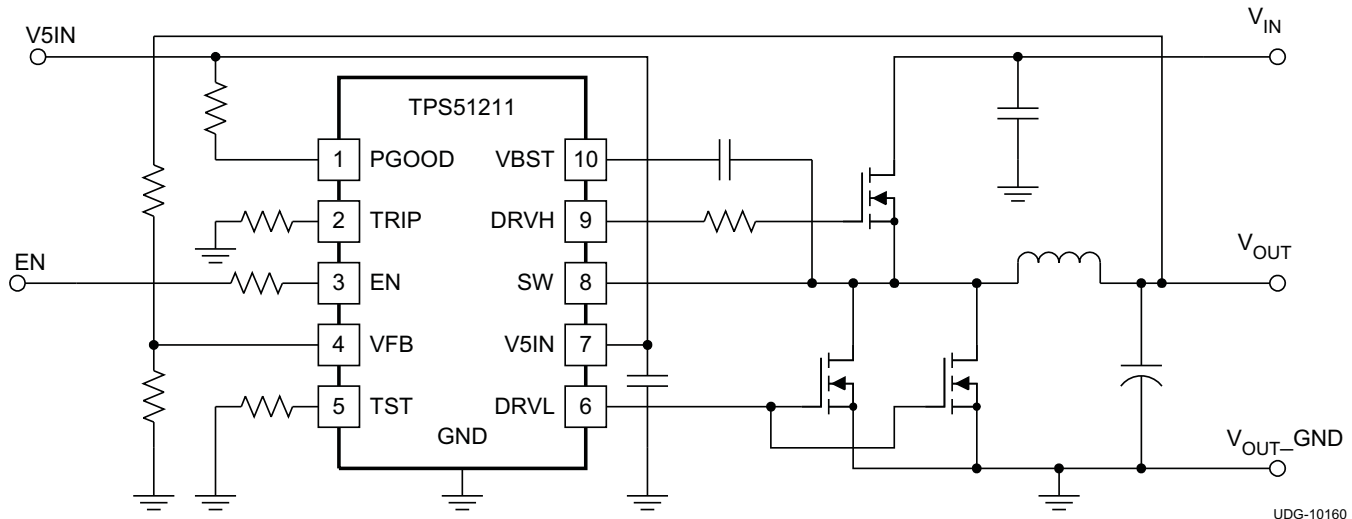 V5IN
V_IN
TPS51211
1 PGOOD
VBST 10
2 TRIP
DRVH 9
EN
3 EN
SW 8
V_OUT
4 VFB
V5IN 7
5 TST
DRVL 6
GND
V_OUT_GND
UDG-10160